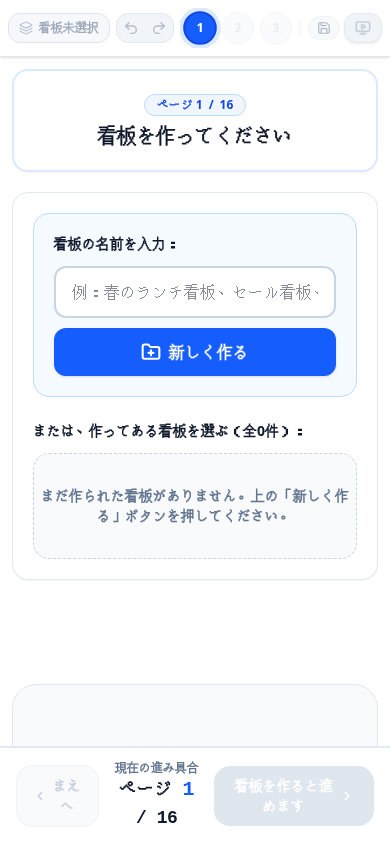 看板未選択
1 2 3
ページ 1 / 16
看板を作ってください
看板の名前を入力：
例：春のランチ看板、セール看板、
新しく作る
または、作ってある看板を選ぶ（全0件）：
まだ作られた看板がありません。上の「新しく作
る」ボタンを押してください。
まえ
へ
現在の進み具合
ページ 1
/ 16
看板を作ると進
めます